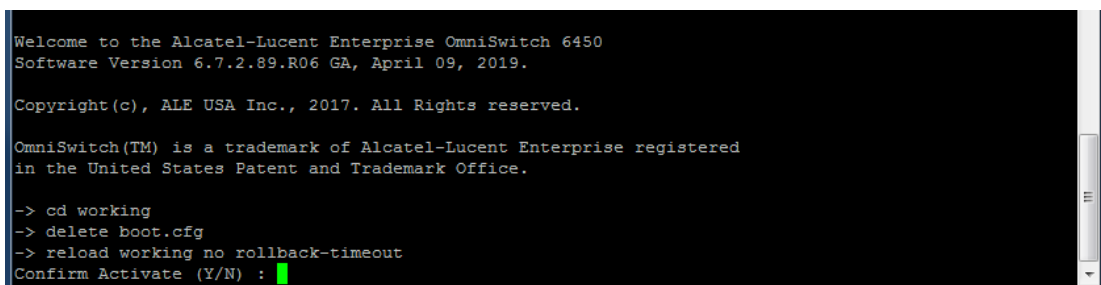 Welcome to the Alcatel-Lucent Enterprise OmniSwitch 6450
Software Version 6.7.2.89.R06 GA, April 09, 2019.
Copyright(c), ALE USA Inc., 2017. All Rights reserved.
OmniSwitch(TM) is a trademark of Alcatel-Lucent Enterprise registered
in the United States Patent and Trademark Office.
-> cd working
-> delete boot.cfg
-> reload working no rollback-timeout
Confirm Activate (Y/N) :